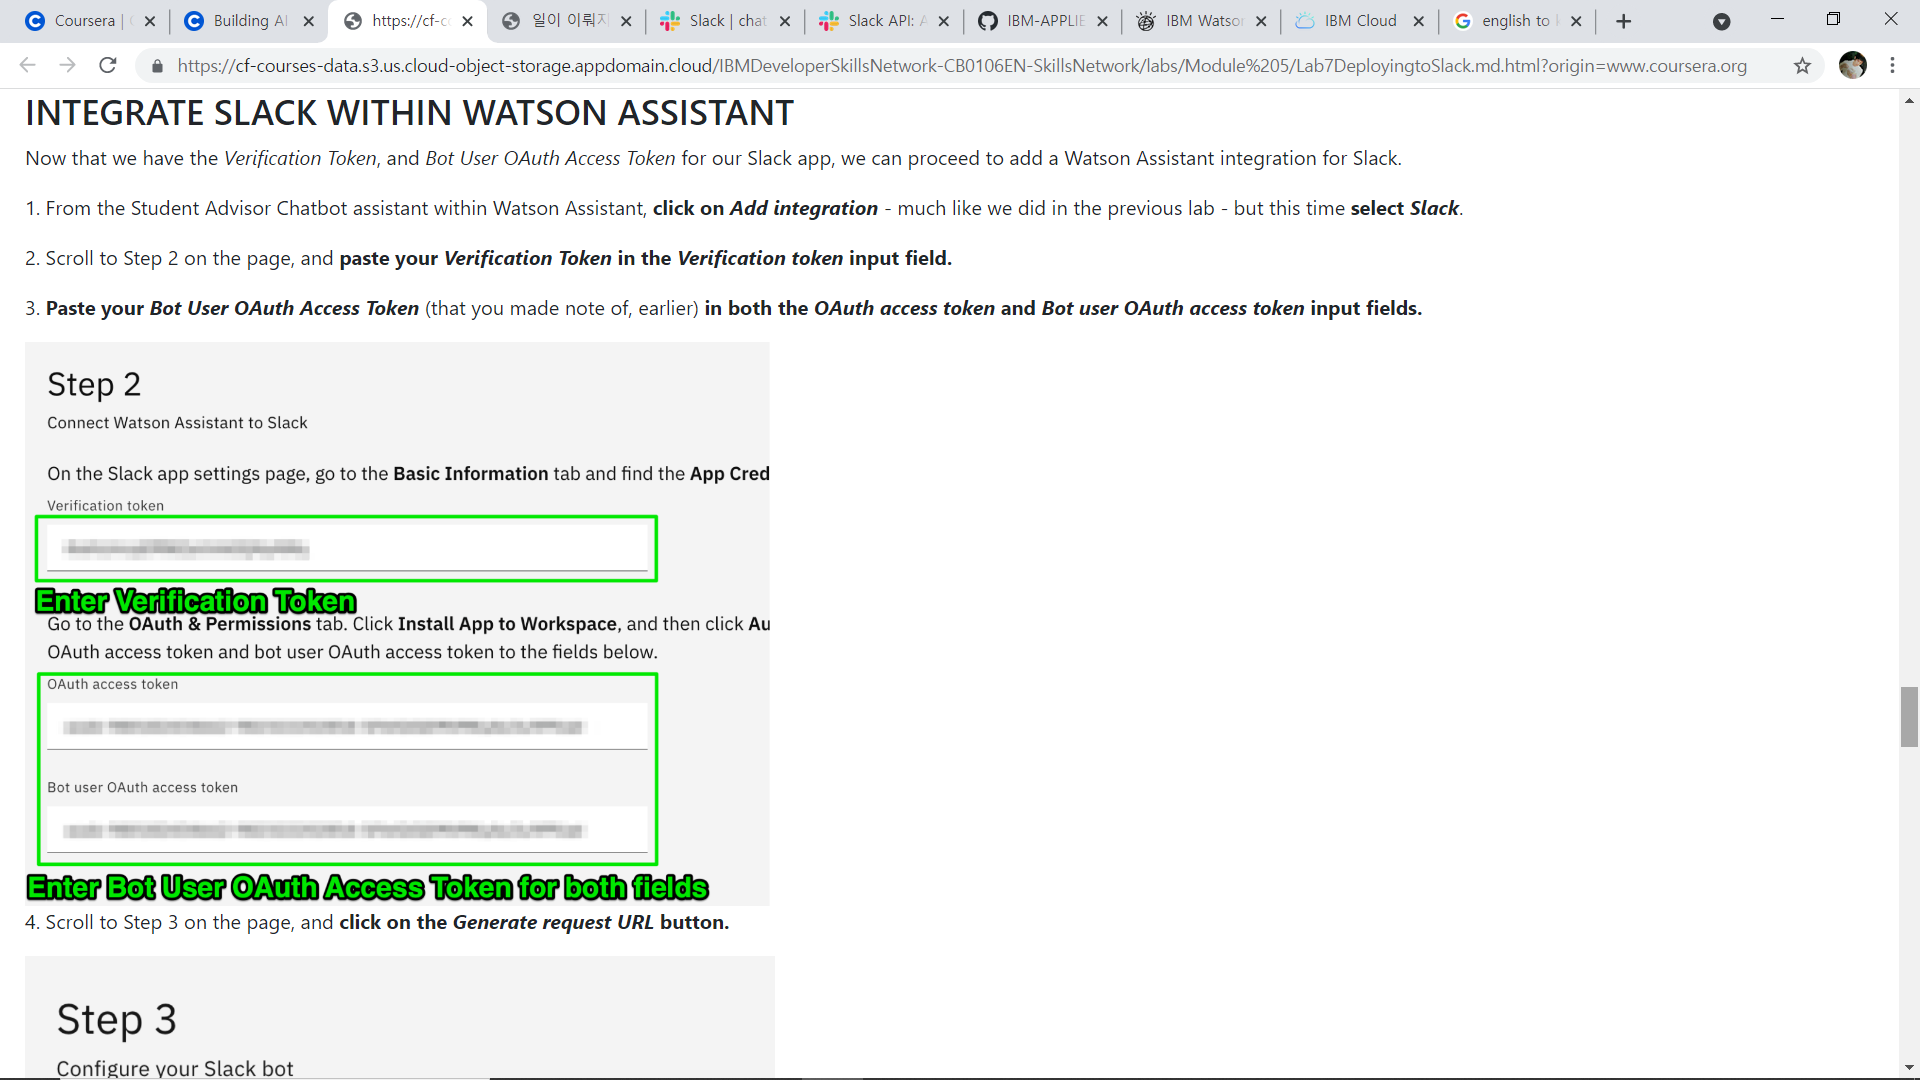 Coursera |
Building AI
https://cf-c
일이 이뤄지
Slack | chat
Slack API: A
IBM-APPLIE
IBM Watson
IBM Cloud
english to k
https://cf-courses-data.s3.us.cloud-object-storage.appdomain.cloud/IBMDeveloperSkillsNetwork-CB0106EN-SkillsNetwork/labs/Module%205/Lab7DeployingtoSlack.md.html?origin=www.coursera.org
INTEGRATE SLACK WITHIN WATSON ASSISTANT
Now that we have the Verification Token, and Bot User OAuth Access Token for our Slack app, we can proceed to add a Watson Assistant integration for Slack.
1. From the Student Advisor Chatbot assistant within Watson Assistant, click on Add integration - much like we did in the previous lab - but this time select Slack.
2. Scroll to Step 2 on the page, and paste your Verification Token in the Verification token input field.
3. Paste your Bot User OAuth Access Token (that you made note of, earlier) in both the OAuth access token and Bot user OAuth access token input fields.
Step 2
Connect Watson Assistant to Slack
On the Slack app settings page, go to the Basic Information tab and find the App Cred
Verification token
Enter Verification Token
Go to the OAuth & Permissions tab. Click Install App to Workspace, and then click Au
OAuth access token and bot user OAuth access token to the fields below.
OAuth access token
Bot user OAuth access token
Enter Bot User OAuth Access Token for both fields
4. Scroll to Step 3 on the page, and click on the Generate request URL button.
Step 3
Configure your Slack bot